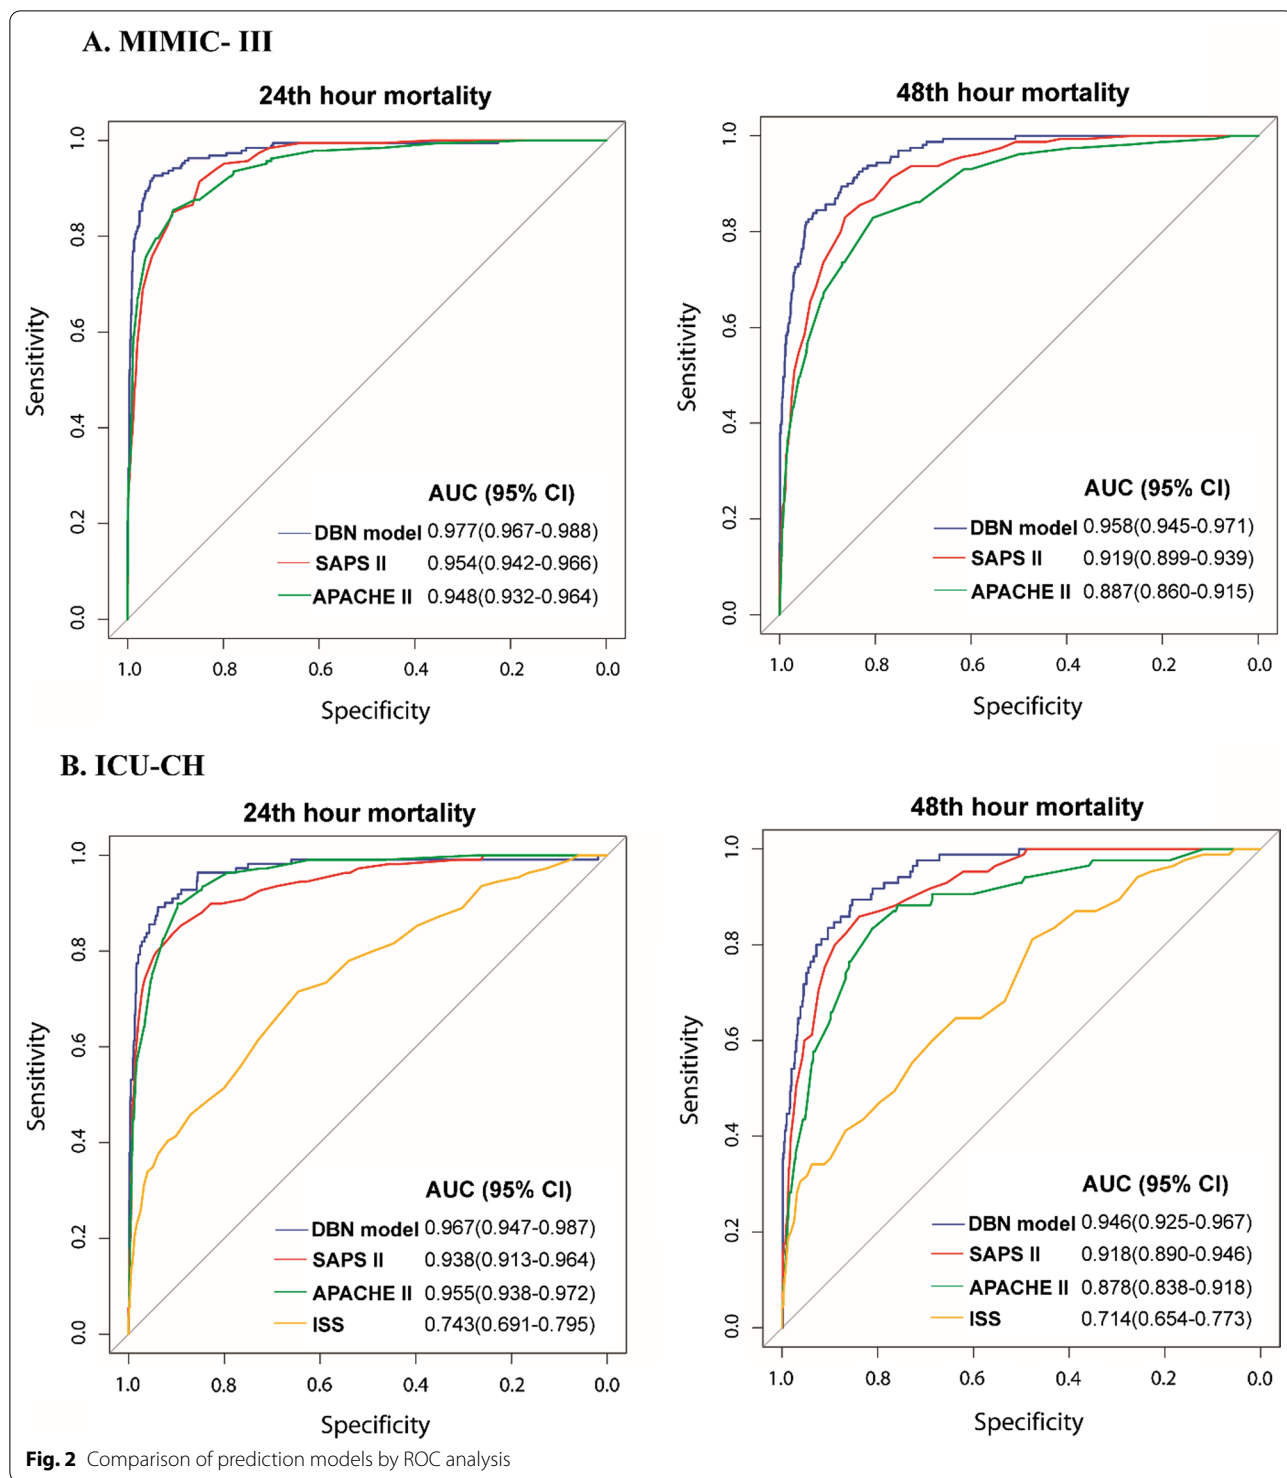 A. MIMIC- III
24th hour mortality
Sensitivity
1.0
0.8
0.6
0.4
0.2
0.0
AUC (95% CI)
DBN model 0.977(0.967-0.988)
SAPS II 0.954(0.942-0.966)
APACHE II 0.948(0.932-0.964)
1.0 0.8 0.6 0.4 0.2 0.0
Specificity
48th hour mortality
Sensitivity
1.0
0.8
0.6
0.4
0.2
0.0
AUC (95% CI)
DBN model 0.958(0.945-0.971)
SAPS II 0.919(0.899-0.939)
APACHE II 0.887(0.860-0.915)
1.0 0.8 0.6 0.4 0.2 0.0
Specificity
B. ICU-CH
24th hour mortality
Sensitivity
1.0
0.8
0.6
0.4
0.2
0.0
AUC (95% CI)
DBN model 0.967(0.947-0.987)
SAPS II 0.938(0.913-0.964)
APACHE II 0.955(0.938-0.972)
ISS 0.743(0.691-0.795)
1.0 0.8 0.6 0.4 0.2 0.0
Specificity
48th hour mortality
Sensitivity
1.0
0.8
0.6
0.4
0.2
0.0
AUC (95% CI)
DBN model 0.946(0.925-0.967)
SAPS II 0.918(0.890-0.946)
APACHE II 0.878(0.838-0.918)
ISS 0.714(0.654-0.773)
1.0 0.8 0.6 0.4 0.2 0.0
Specificity
Fig. 2 Comparison of prediction models by ROC analysis